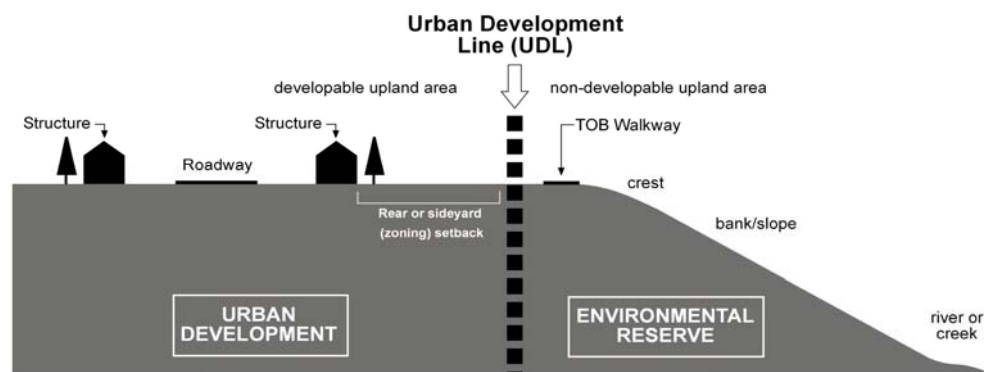 Urban Development
Line (UDL)
developable upland area
non-developable upland area
Structure
Structure
TOB Walkway
Roadway
crest
Rear or sideyard
(zoning) setback
bank/slope
URBAN
DEVELOPMENT
ENVIRONMENTAL
RESERVE
river or
creek